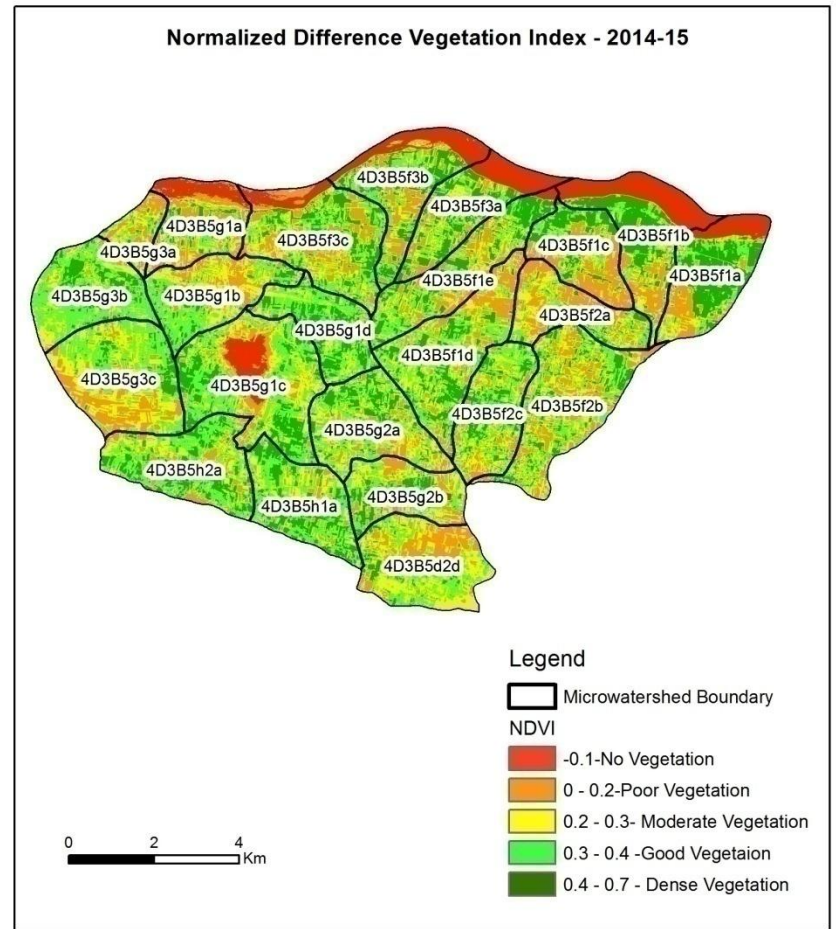 Normalized Difference Vegetation Index - 2014-15
4D3B5f3b
4D3B5g1a
4D3B5f3a
4D3B5f1b
4D3B5g3a
4D3B5f3c
4D3B5f1c
4D3B5f1a
4D3B5g3b
4D3B5g1b
4D3B5f1e
4D3B5g1d
4D3B5f2a
4D3B5f1d
4D3B5g3c
4D3B5g1c
4D3B5f2c
4D3B5f2b
4D3B5g2a
4D3B5h2a
4D3B5g2b
4D3B5h1a
4D3B5d2d
Legend
Microwatershed Boundary
NDVI
-0.1-No Vegetation
0 - 0.2-Poor Vegetation
0.2 - 0.3- Moderate Vegetation
0.3 - 0.4 -Good Vegetaion
0.4 - 0.7 - Dense Vegetation
0 2 4
Km